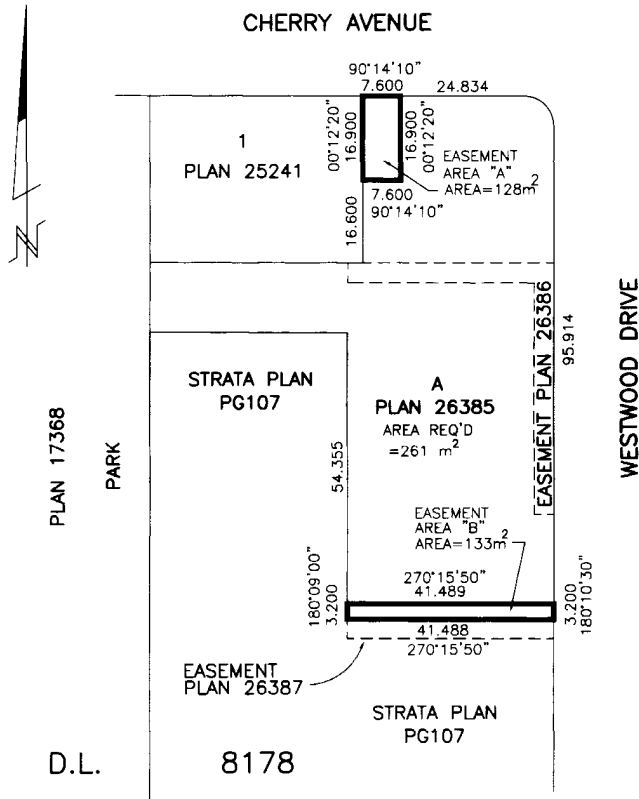 CHERRY AVENUE
90°14'10"
7.600
24.834
1
PLAN 25241
00°12'20"
16.900
16.900
00°12'20"
EASEMENT
AREA "A"
AREA=128m²
7.600
90°14'10"
16.600
N
EASEMENT PLAN 26386
95.914
WESTWOOD DRIVE
STRATA PLAN
PG107
A
PLAN 26385
AREA REQ'D
=261 m²
PLAN 17368
PARK
54.355
EASEMENT
AREA "B"
AREA=133m²
180°09'00"
3.200
270°15'50"
41.489
3.200
180°10'30"
41.488
270°15'50"
EASEMENT
PLAN 26387
STRATA PLAN
PG107
D.L. 8178